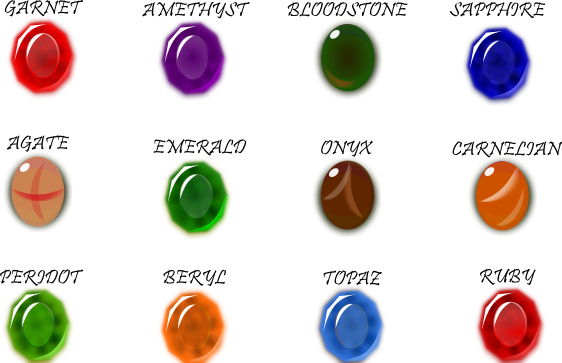 GARNET AMETHYST BLOODSTONE SAPPHIRE
AGATE EMERALD ONYX CARNELIAN
PERIDOT BERYL TOPAZ RUBY